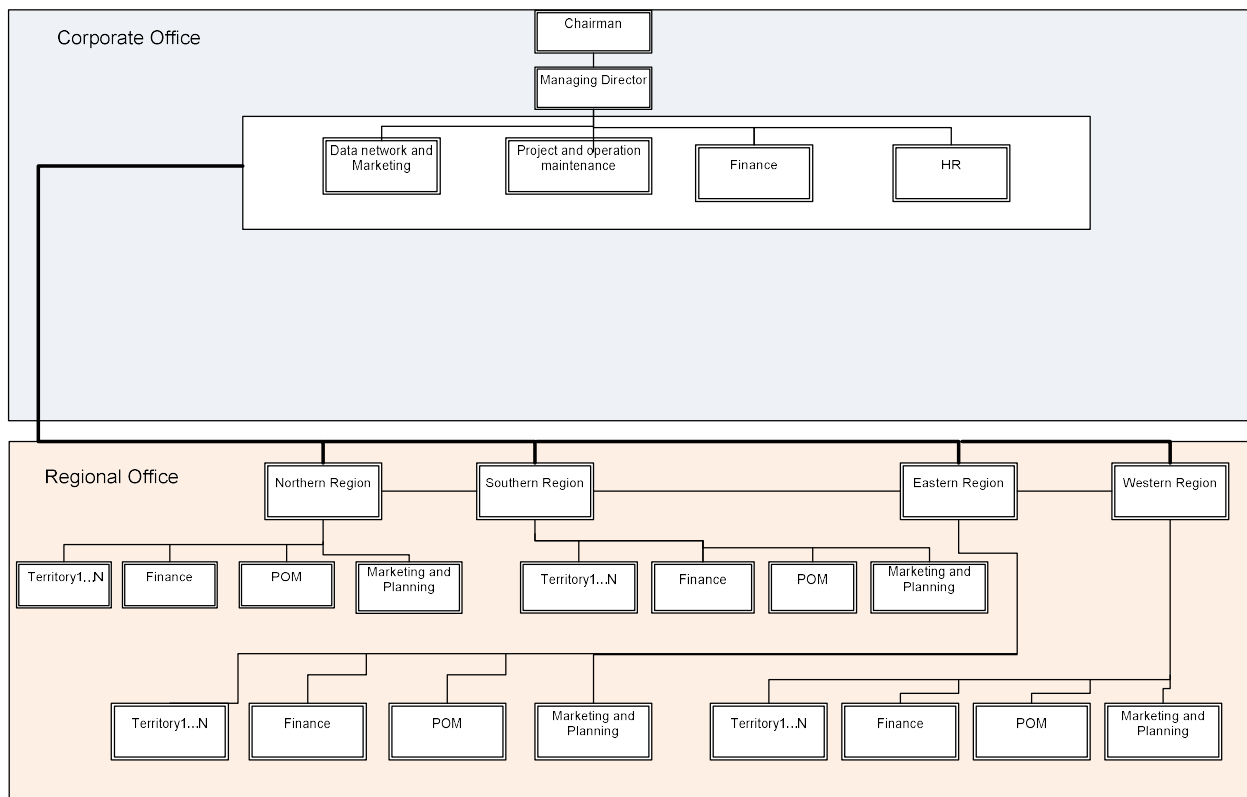 Corporate Office
Chairman
Managing Director
Data network and
Marketing
Project and operation
maintenance
Finance
HR
Regional Office
Northern Region
Southern Region
Eastern Region
Western Region
Territory1...N
Finance
POM
Marketing and
Planning
Territory1...N
Finance
POM
Marketing and
Planning
Territory1...N
Finance
POM
Marketing and
Planning
Territory1...N
Finance
POM
Marketing and
Planning